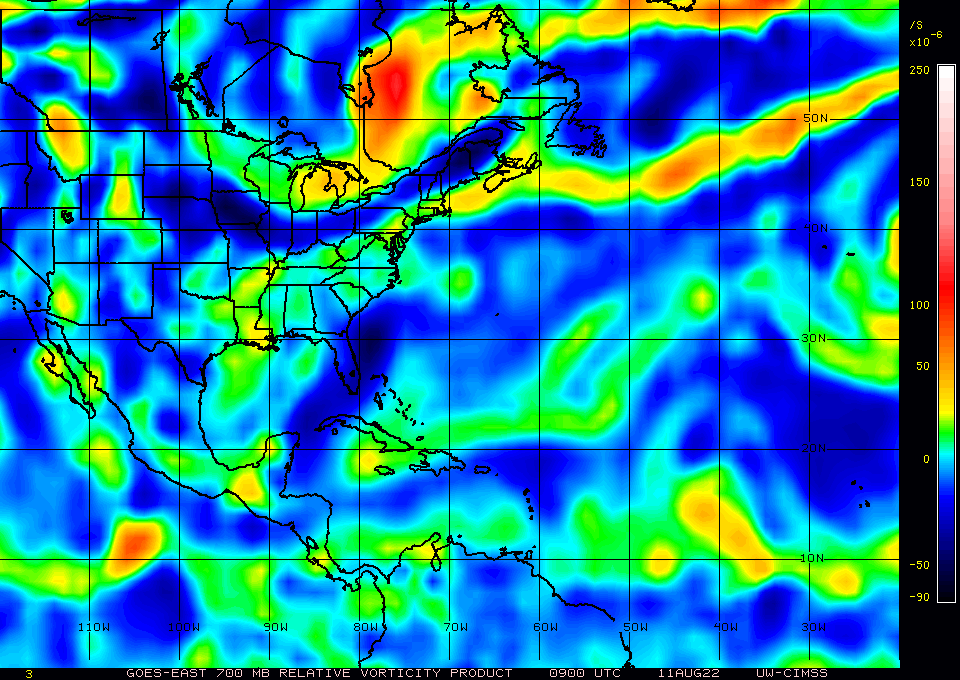 /S
x10 -6
250
150
100
50
0
-50
-90
50N
40N
30N
20N
10N
110W 100W 90W 80W 70W 60W 50W 40W 30W
3 GOES-EAST 700 MB RELATIVE VORTICITY PRODUCT 0900 UTC 11AUG22 UW-CIMSS